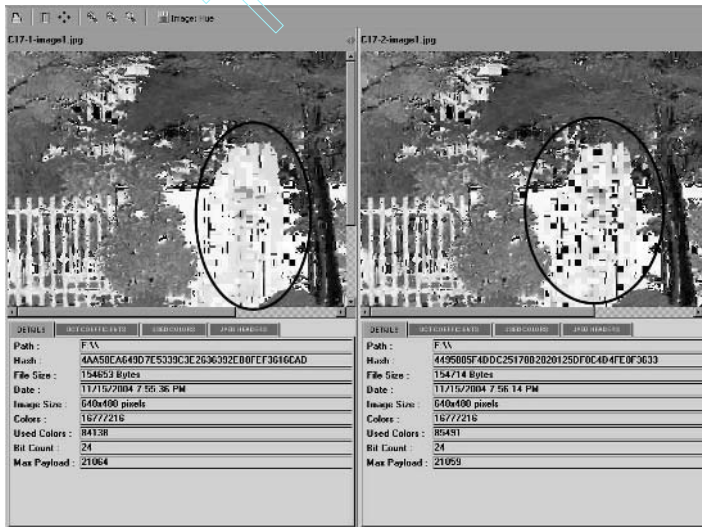 Image: Hue
C17-1-image1.jpg
DETAILS DCT COEFFICIENTS USED COLORS JPEG HEADERS
Path : F:\\
Hash :
File Size : 154653 Bytes
Date : 11/15/2004 7:55:36 PM
Image Size : 640x480 pixels
Colors : 16777216
Used Colors : 84138
Bit Count : 24
Max Payload : 21064
C17-2-image1.jpg
DETAILS DCT COEFFICIENTS USED COLORS JPEG HEADERS
Path : F:\\
Hash :
File Size : 154714 Bytes
Date : 11/15/2004 7:56:14 PM
Image Size : 640x480 pixels
Colors : 16777216
Used Colors : 85491
Bit Count : 24
Max Payload : 21059